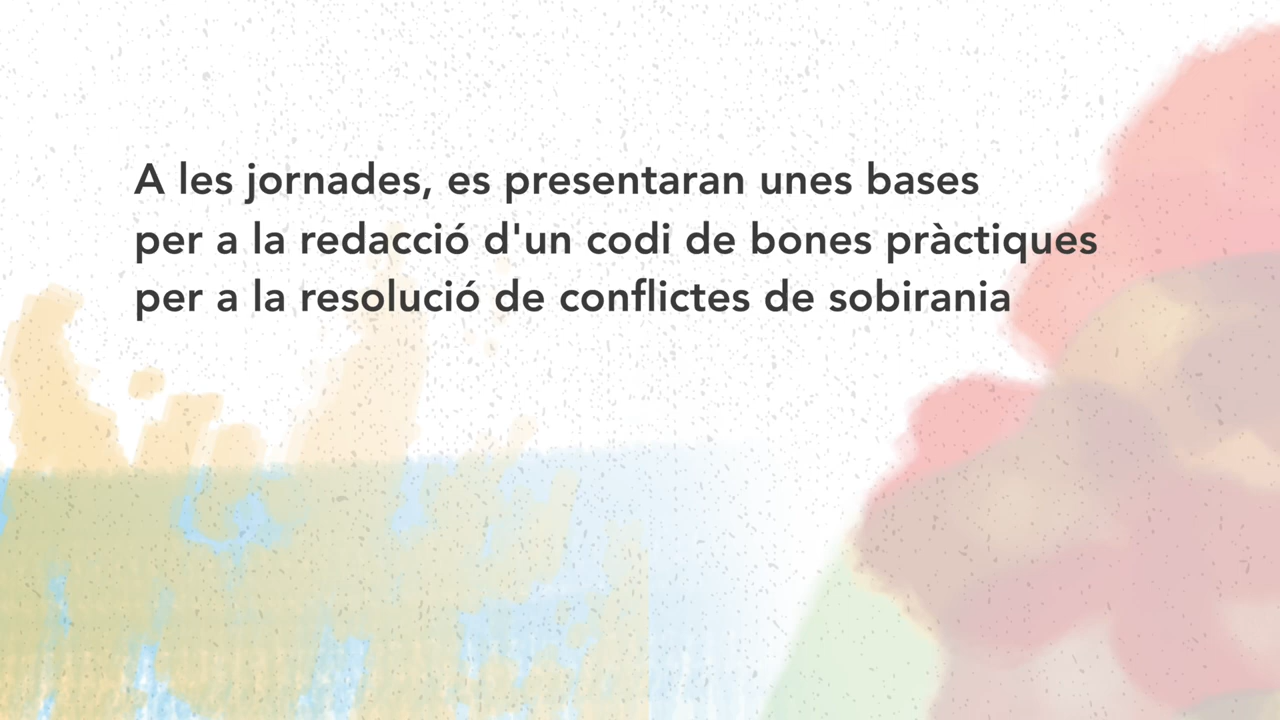 A les jornades, es presentaran unes bases
per a la redacció d'un codi de bones pràctiques
per a la resolució de conflictes de sobirania